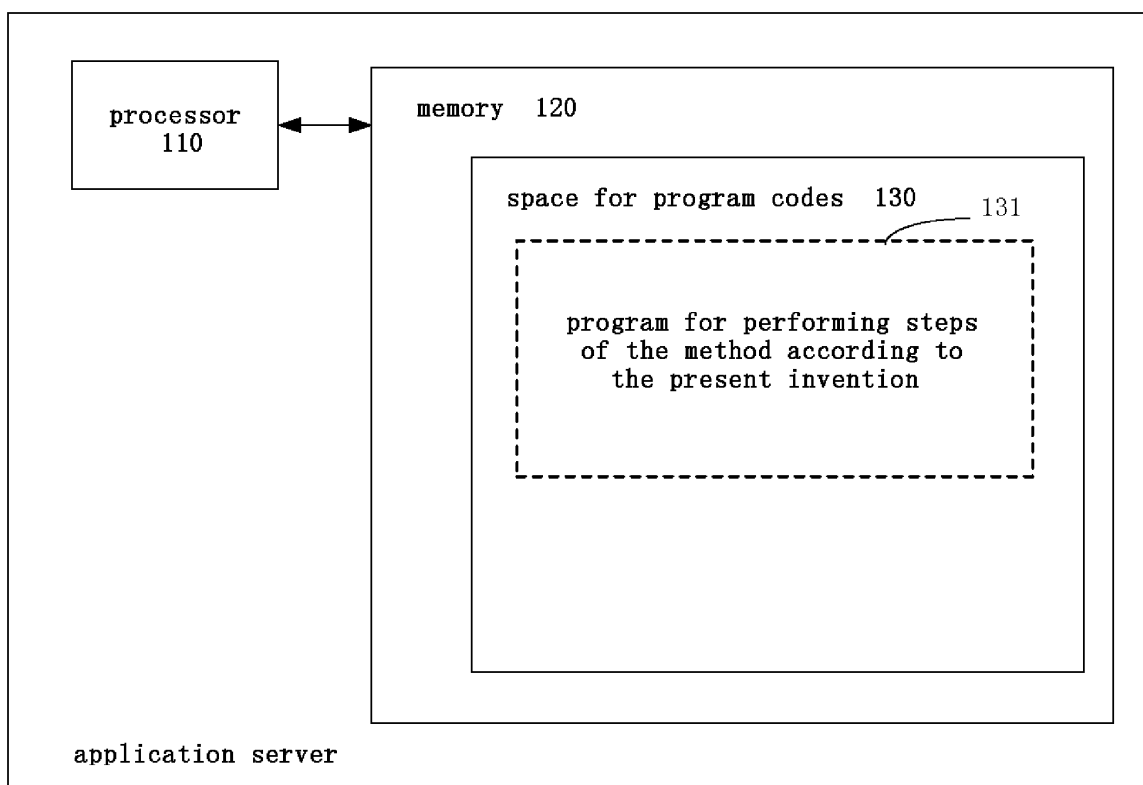 processor
110
memory 120
space for program codes 130
131
program for performing steps
of the method according to
the present invention
application server